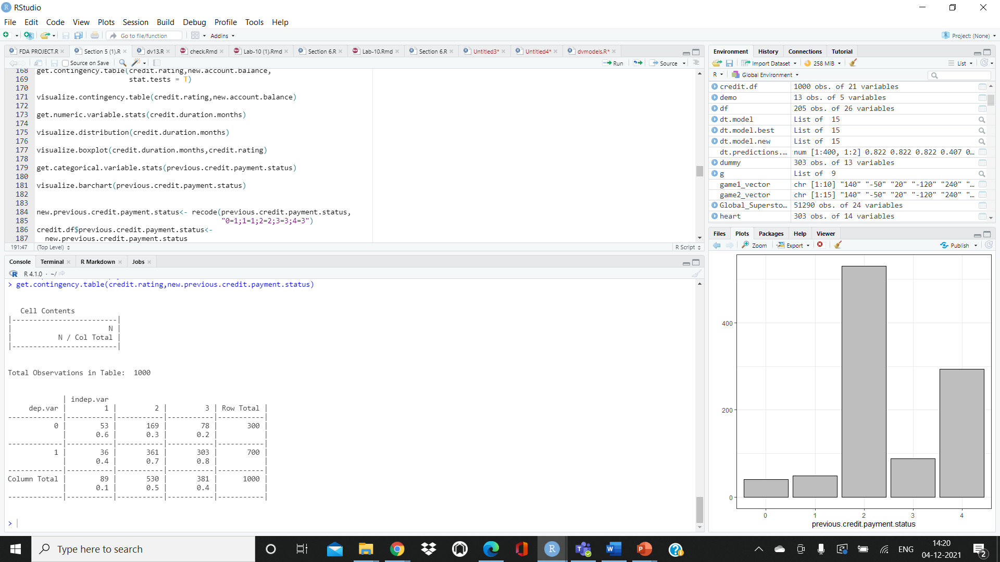 RStudio
File Edit Code View Plots Session Build Debug Profile Tools Help
Go to file/function Addins Project: (None)
FDA PROJECT.R Section 5 (1).R dv13.R check.Rmd Lab-10 (1).Rmd Section 6.R Lab-10.Rmd Section 6.R Untitled3* Untitled4* dvmodels.R*
Source on Save Run Source
168 get.contingency.table(credit.rating,new.account.balance,
169 stat.tests = T)
170
171 visualize.contingency.table(credit.rating,new.account.balance)
172
173 get.numeric.variable.stats(credit.duration.months)
174
175 visualize.distribution(credit.duration.months)
176
177 visualize.boxplot(credit.duration.months,credit.rating)
178
179 get.categorical.variable.stats(previous.credit.payment.status)
180
181 visualize.barchart(previous.credit.payment.status)
182
183
184 new.previous.credit.payment.status<- recode(previous.credit.payment.status,
185 "0=1;1=1;2=2;3=3;4=3")
186 credit.df$previous.credit.payment.status<-
187 new.previous.credit.payment.status
191:47 (Top Level) R Script
Console Terminal R Markdown Jobs
R 4.1.0 · ~/
> get.contingency.table(credit.rating,new.previous.credit.payment.status)
Cell Contents
|-------------------------|
| N |
| N / Col Total |
|-------------------------|
Total Observations in Table: 1000
| indep.var
dep.var | 1 | 2 | 3 | Row Total |
-------------|-----------|-----------|-----------|-----------|
0 | 53 | 169 | 78 | 300 |
| 0.6 | 0.3 | 0.2 | |
-------------|-----------|-----------|-----------|-----------|
1 | 36 | 361 | 303 | 700 |
| 0.4 | 0.7 | 0.8 | |
-------------|-----------|-----------|-----------|-----------|
Column Total | 89 | 530 | 381 | 1000 |
| 0.1 | 0.5 | 0.4 | |
-------------|-----------|-----------|-----------|-----------|
>
Environment History Connections Tutorial
Import Dataset 258 MiB List
R Global Environment
credit.df 1000 obs. of 21 variables
demo 13 obs. of 5 variables
df 205 obs. of 26 variables
dt.model List of 15
dt.model.best List of 15
dt.model.new List of 15
dt.predictions.… num [1:400, 1:2] 0.822 0.822 0.822 0.407 0…
dummy 303 obs. of 13 variables
g List of 9
game1_vector chr [1:10] "140" "-50" "20" "-120" "240" "…
game2_vector chr [1:15] "140" "-50" "20" "-120" "240" "…
Global_Supersto… 51290 obs. of 24 variables
heart 303 obs. of 14 variables
Files Plots Packages Help Viewer
Zoom Export Publish
400
200
0
0 1 2 3 4
previous.credit.payment.status
Type here to search
ENG
14:20
04-12-2021
2